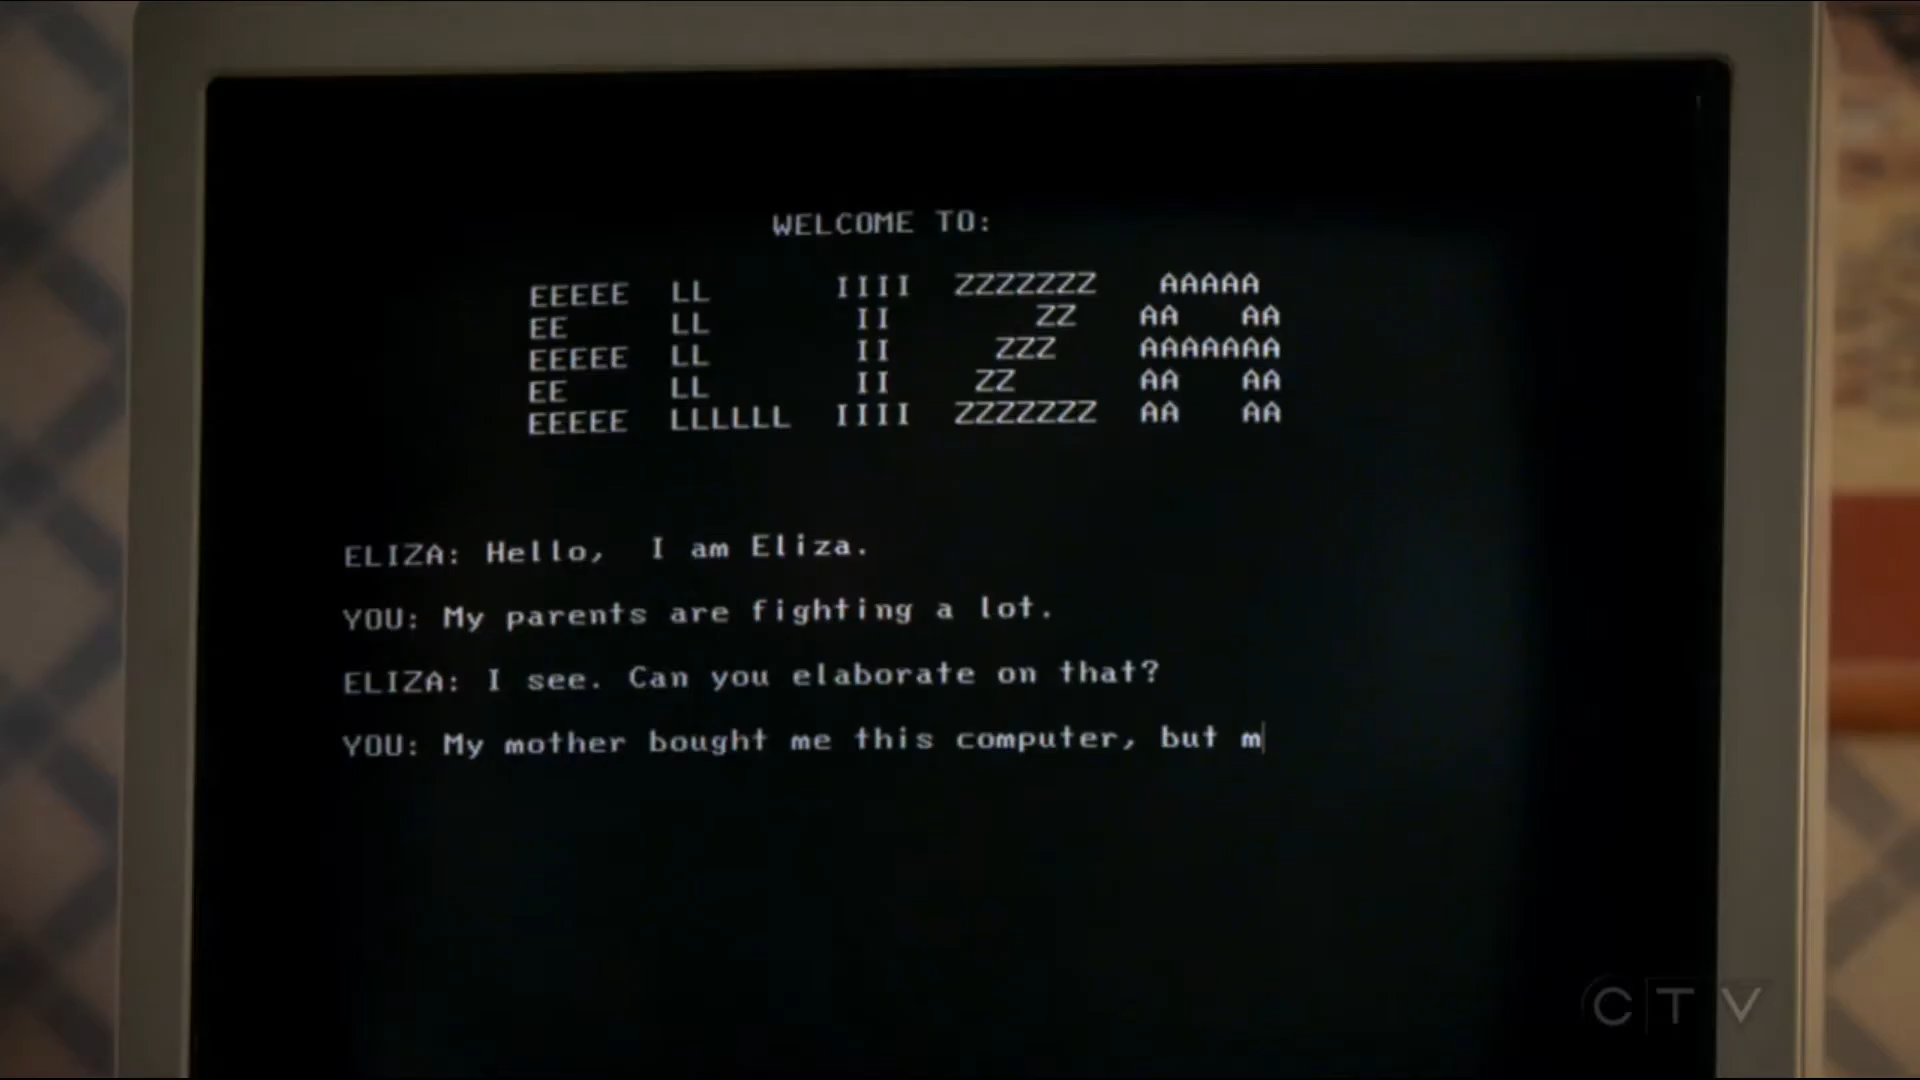 WELCOME TO:
EEEEE LL IIII ZZZZZZZ AAAAA
EE LL II ZZ AA AA
EEEEE LL II ZZZ AAAAAAA
EE LL II ZZ AA AA
EEEEE LLLLLL IIII ZZZZZZZ AA AA
ELIZA: Hello, I am Eliza.
YOU: My parents are fighting a lot.
ELIZA: I see. Can you elaborate on that?
YOU: My mother bought me this computer, but m
CTV